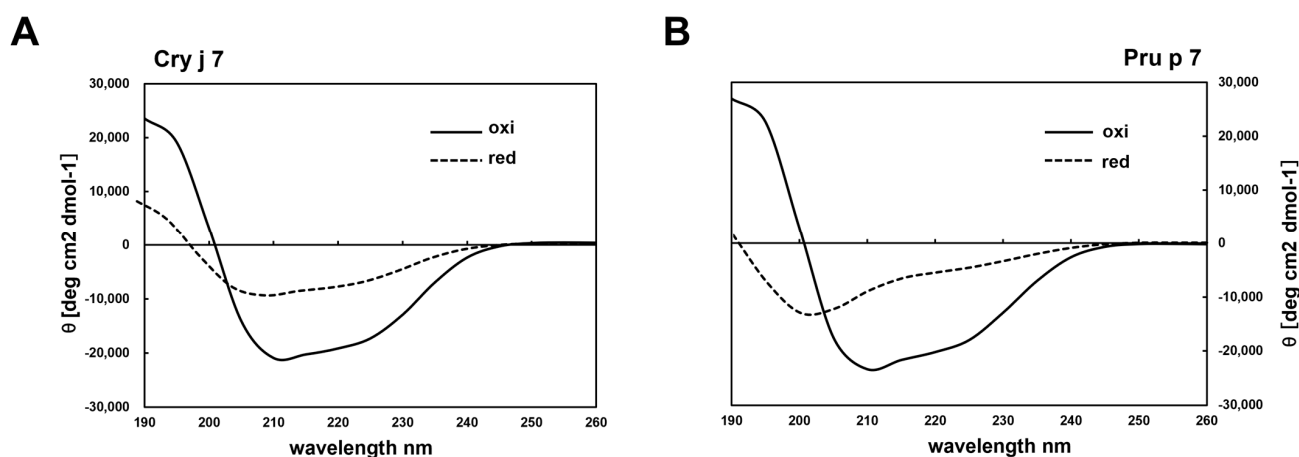 A
Cry j 7
30,000
20,000
10,000
0
-10,000
-20,000
-30,000
θ [deg cm2 dmol-1]
oxi
red
190 200 210 220 230 240 250 260
wavelength nm
B
Pru p 7
30,000
20,000
10,000
0
-10,000
-20,000
-30,000
θ [deg cm2 dmol-1]
oxi
red
190 200 210 220 230 240 250 260
wavelength nm